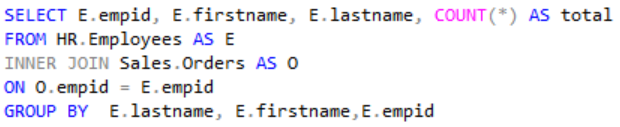 SELECT E.empid, E.firstname, E.lastname, COUNT(*) AS total
FROM HR.Employees AS E
INNER JOIN Sales.Orders AS O
ON O.empid = E.empid
GROUP BY  E.lastname, E.firstname,E.empid